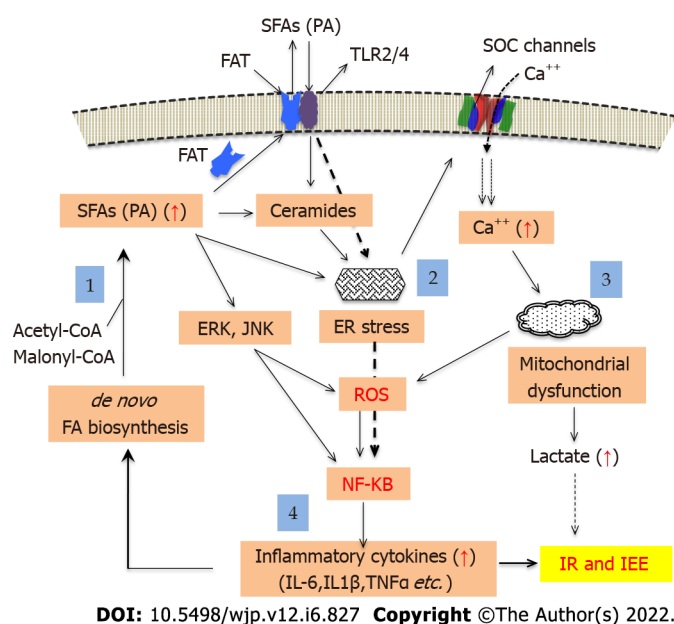 SFAs (PA)
FAT
TLR2/4
SOC channels
Ca⁺⁺
FAT
SFAs (PA) (↑)
Ceramides
Ca⁺⁺ (↑)
1
2
3
Acetyl-CoA
Malonyl-CoA
ERK, JNK
ER stress
Mitochondrial
dysfunction
de novo
FA biosynthesis
ROS
Lactate (↑)
NF-KB
4
Inflammatory cytokines (↑)
(IL-6,IL1β,TNFα etc.)
IR and IEE
DOI: 10.5498/wjp.v12.i6.827 Copyright ©The Author(s) 2022.